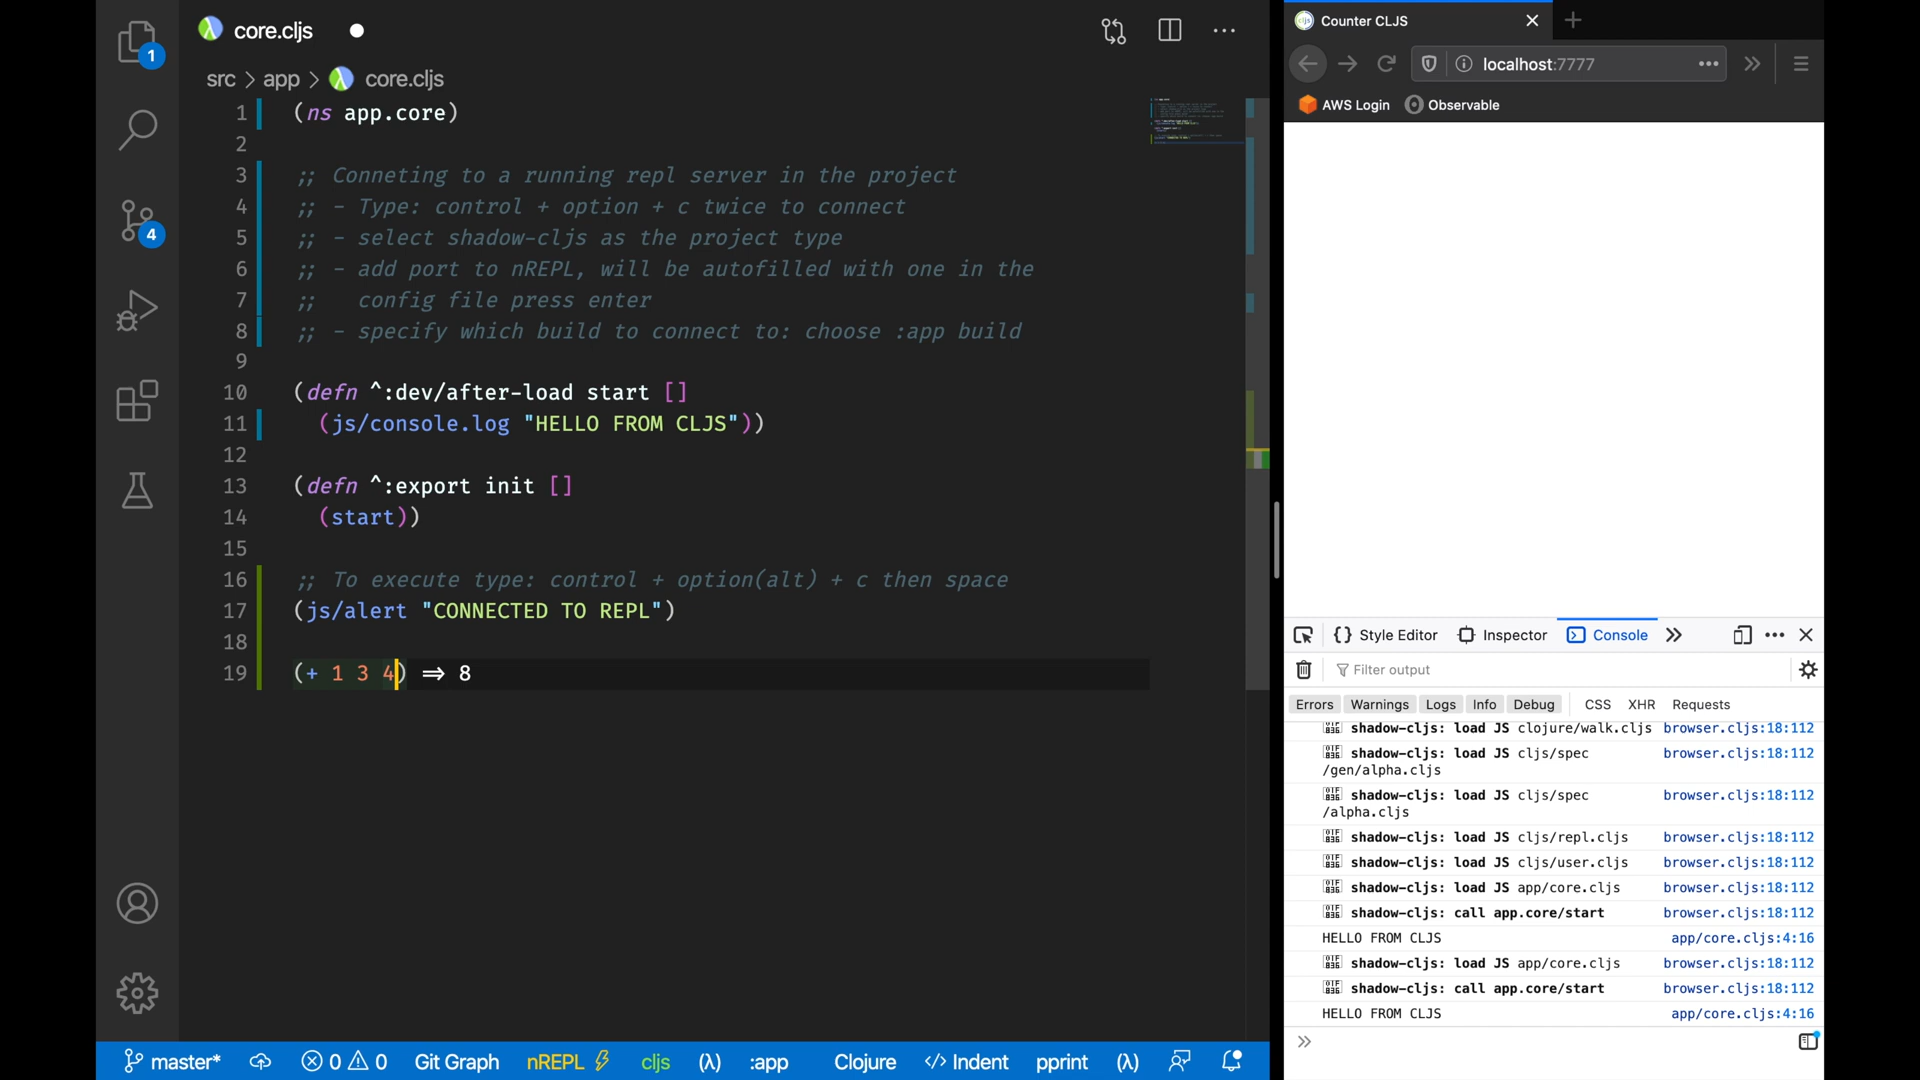 core.cljs
src > app > core.cljs
1
4
1 (ns app.core)
2
3 ;; Conneting to a running repl server in the project
4 ;; - Type: control + option + c twice to connect
5 ;; - select shadow-cljs as the project type
6 ;; - add port to nREPL, will be autofilled with one in the
7 ;;   config file press enter
8 ;; - specify which build to connect to: choose :app build
9
10 (defn ^:dev/after-load start []
11   (js/console.log "HELLO FROM CLJS"))
12
13 (defn ^:export init []
14   (start))
15
16 ;; To execute type: control + option(alt) + c then space
17 (js/alert "CONNECTED TO REPL")
18
19 (+ 1 3 4) => 8
master* 0 0 Git Graph nREPL cljs (λ) :app Clojure </> Indent pprint (λ)
Counter CLJS
localhost:7777
AWS Login Observable
{} Style Editor Inspector Console
Filter output
Errors Warnings Logs Info Debug CSS XHR Requests
shadow-cljs: load JS clojure/walk.cljs browser.cljs:18:112
shadow-cljs: load JS cljs/spec browser.cljs:18:112
/gen/alpha.cljs
shadow-cljs: load JS cljs/spec browser.cljs:18:112
/alpha.cljs
shadow-cljs: load JS cljs/repl.cljs browser.cljs:18:112
shadow-cljs: load JS cljs/user.cljs browser.cljs:18:112
shadow-cljs: load JS app/core.cljs browser.cljs:18:112
shadow-cljs: call app.core/start browser.cljs:18:112
HELLO FROM CLJS app/core.cljs:4:16
shadow-cljs: load JS app/core.cljs browser.cljs:18:112
shadow-cljs: call app.core/start browser.cljs:18:112
HELLO FROM CLJS app/core.cljs:4:16